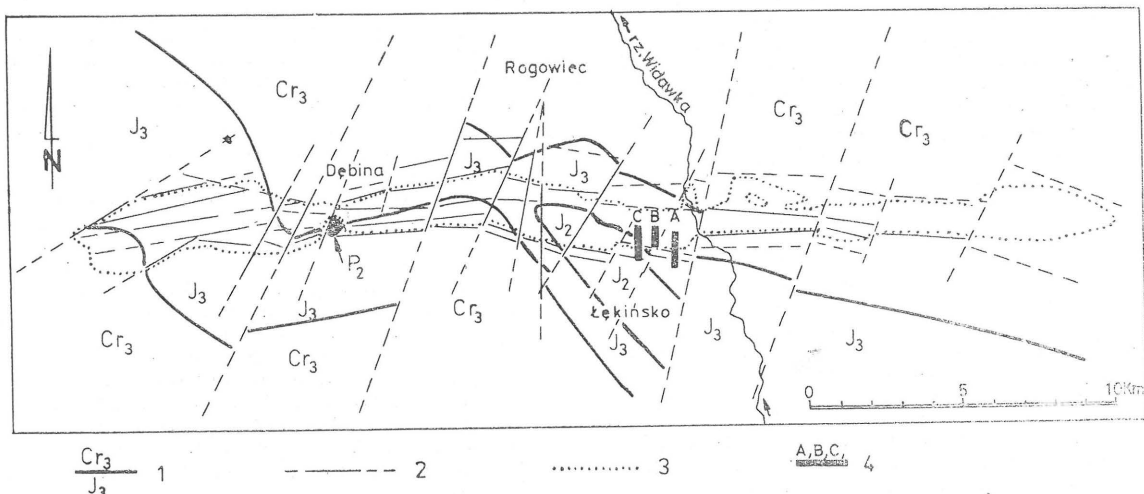 Cr3
Cr3
Rogowiec
rz. Widawka
Cr3
J3
N
Dębina
J3
J3
C B A
J2
P2
J2
J3
Cr3
J3
Cr3
Cr3
Łękińsko
J3
J3
J3
0 5 10Km
Cr3
J3
1
2
3
A,B,C,
4